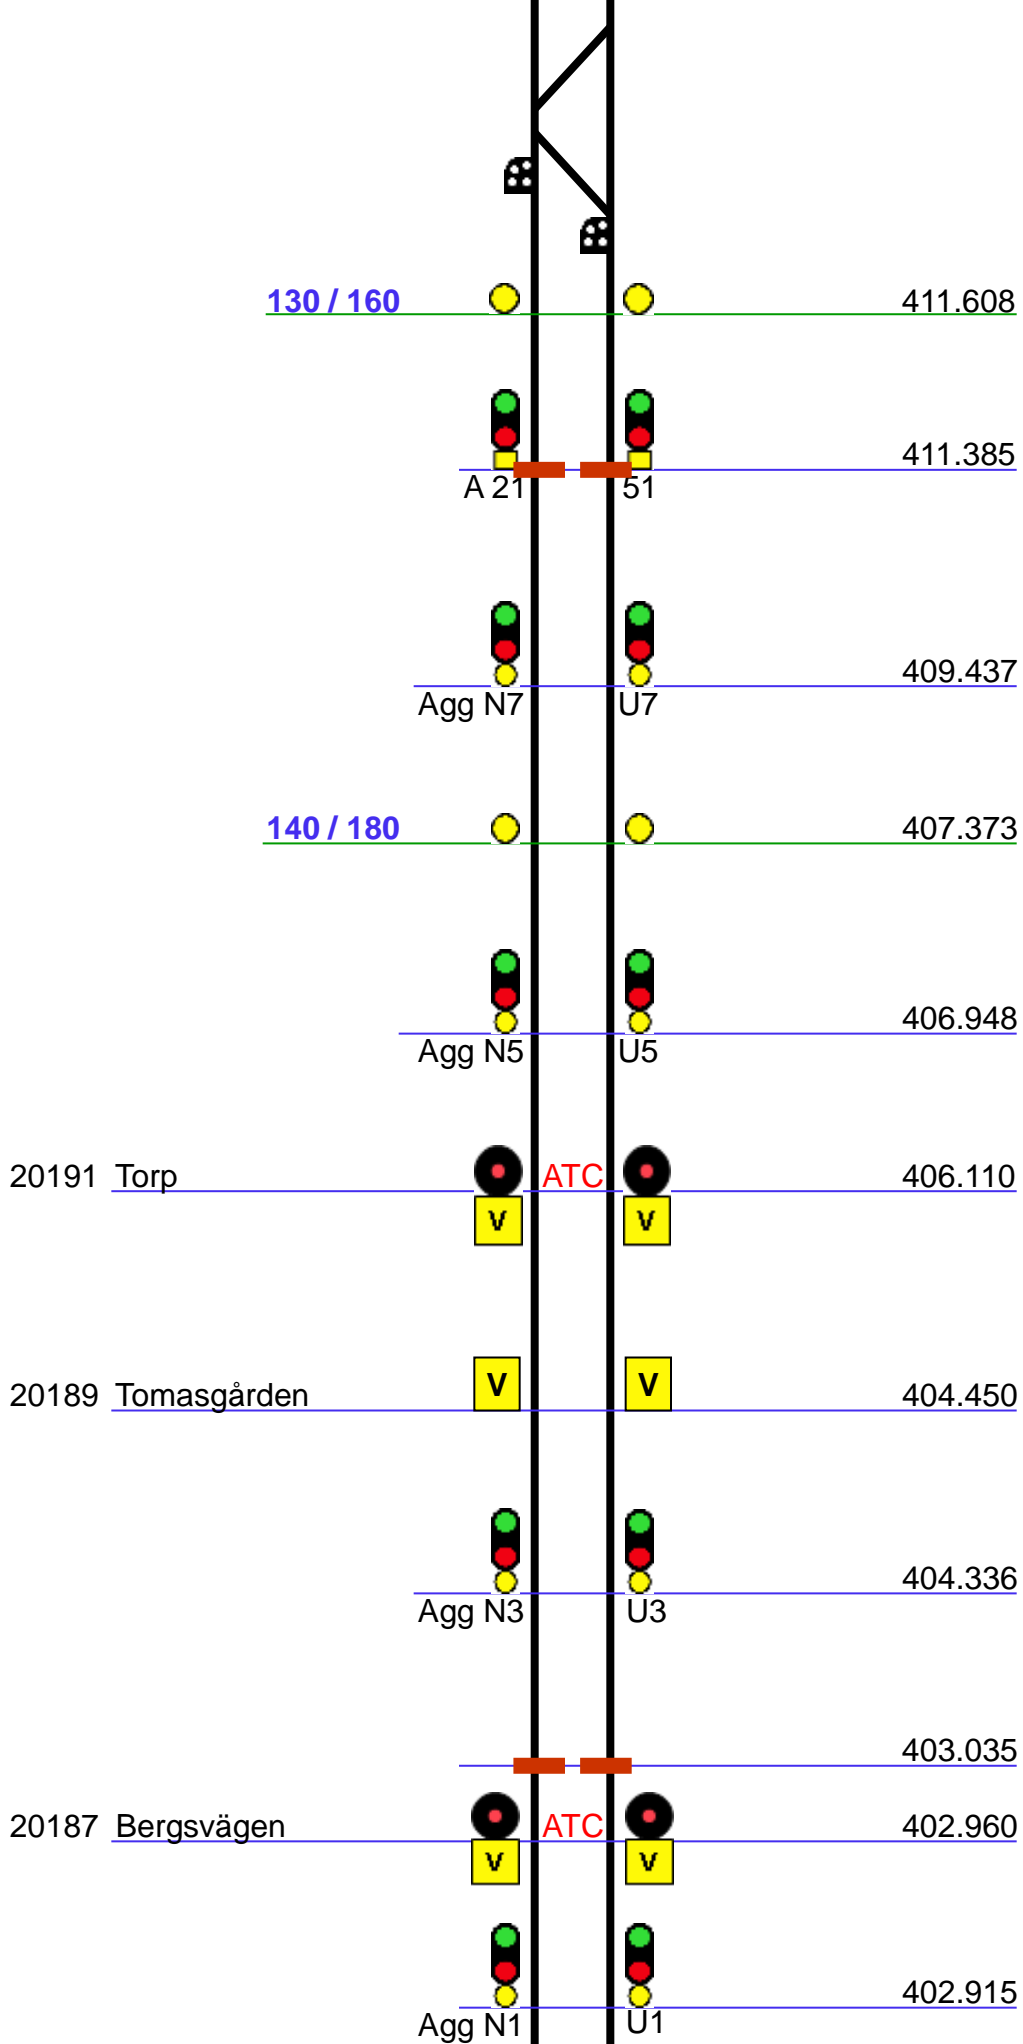 130 / 160 411.608
411.385
A 21 51
409.437
Agg N7 U7
140 / 180 407.373
406.948
Agg N5 U5
20191 Torp ATC 406.110
V V
V V
20189 Tomasgården 404.450
404.336
Agg N3 U3
403.035
20187 Bergsvägen ATC 402.960
V V
402.915
Agg N1 U1